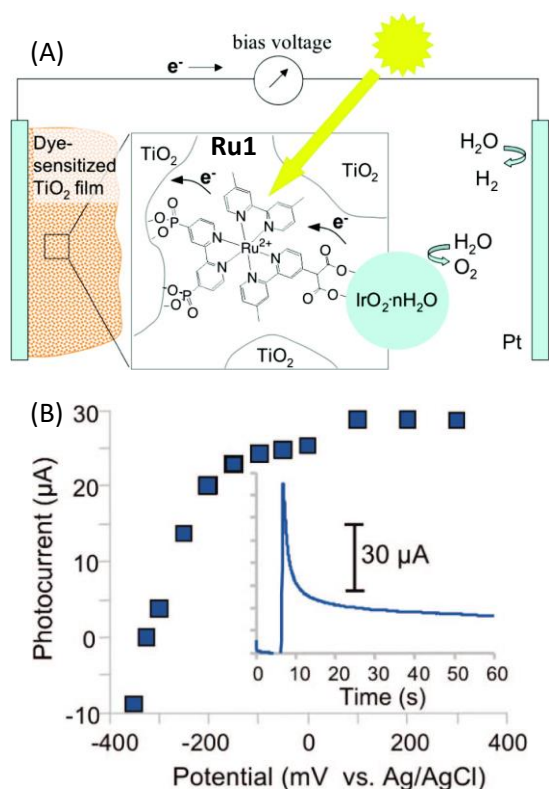 (A)
bias voltage
e⁻
Dye-
sensitized
TiO₂ film
TiO₂
Ru1
TiO₂
e⁻
e⁻
H₂O
H₂
⁻O
O
P
⁻O
N
N
N
Ru²⁺
N
N
N
O
O⁻
O
O⁻
⁻O
O
P
⁻O
H₂O
O₂
IrO₂·nH₂O
TiO₂
Pt
(B)
30
20
10
0
-10
Photocurrent (µA)
30 µA
0 10 20 30 40 50 60
Time (s)
-400 -200 0 200 400
Potential (mV vs. Ag/AgCl)